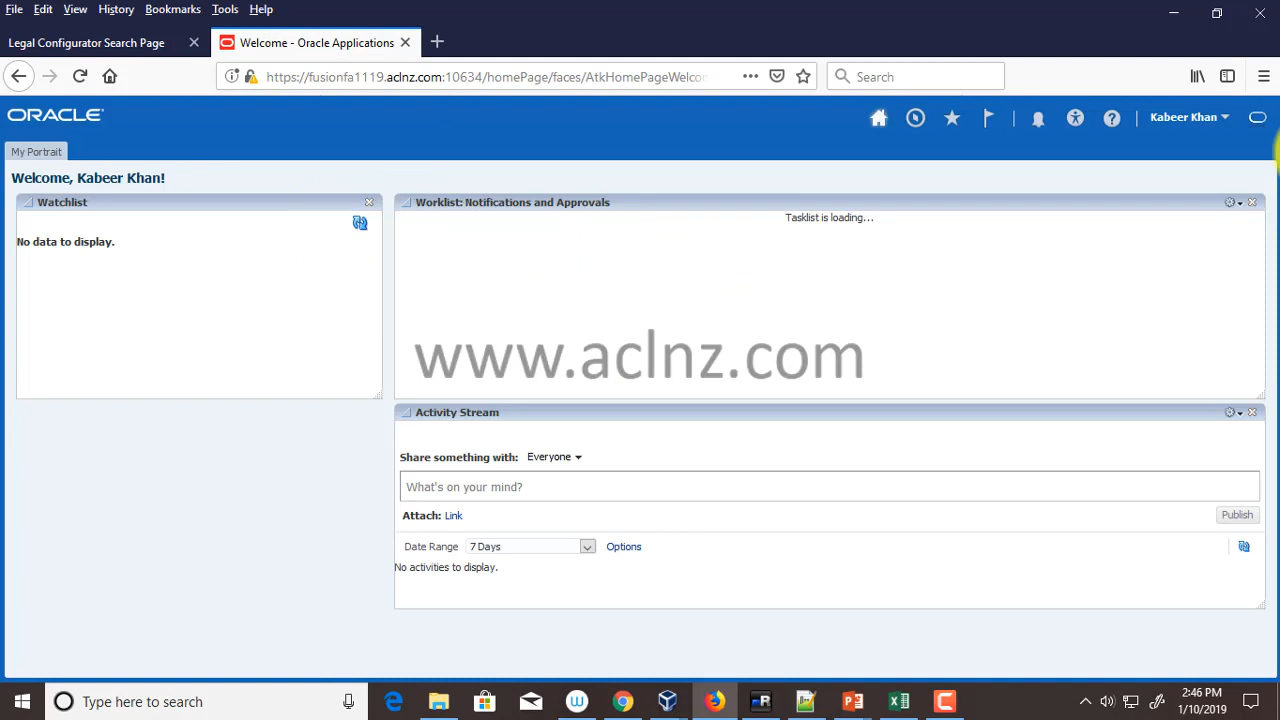 File Edit View History Bookmarks Tools Help
Legal Configurator Search Page
Welcome - Oracle Applications
https://fusionfa1119.aclnz.com:10634/homePage/faces/AtkHomePageWelcom
Search
ORACLE
Kabeer Khan
My Portrait
Welcome, Kabeer Khan!
Watchlist
No data to display.
Worklist: Notifications and Approvals
Tasklist is loading...
www.aclnz.com
Activity Stream
Share something with: Everyone
What's on your mind?
Attach: Link
Publish
Date Range 7 Days Options
No activities to display.
Type here to search
2:46 PM
1/10/2019